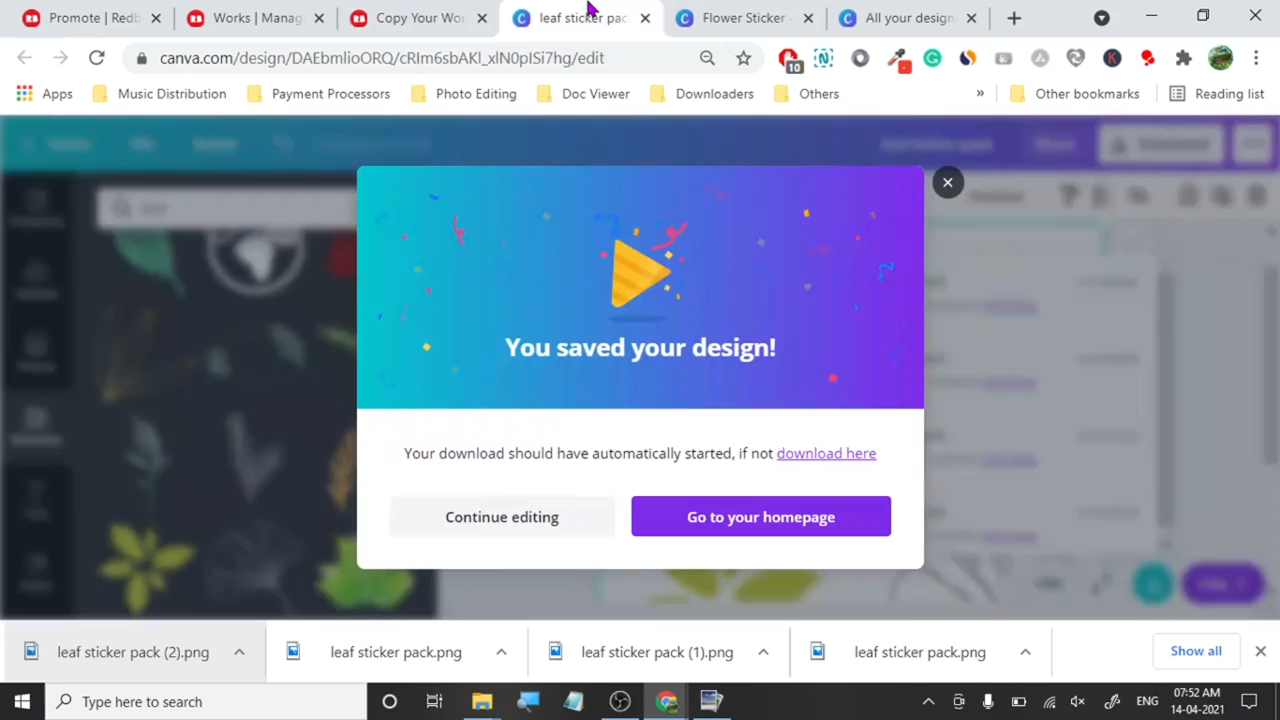 Promote | Redb
Works | Manag
Copy Your Wor
leaf sticker pac
Flower Sticker -
All your design
canva.com/design/DAEbmlioORQ/cRIm6sbAKl_xlN0pISi7hg/edit
10
Apps
Music Distribution
Payment Processors
Photo Editing
Doc Viewer
Downloaders
Others
»
Other bookmarks
Reading list
You saved your design!
Your download should have automatically started, if not download here
Continue editing
Go to your homepage
leaf sticker pack (2).png
leaf sticker pack.png
leaf sticker pack (1).png
leaf sticker pack.png
Show all
Type here to search
ENG
07:52 AM
14-04-2021